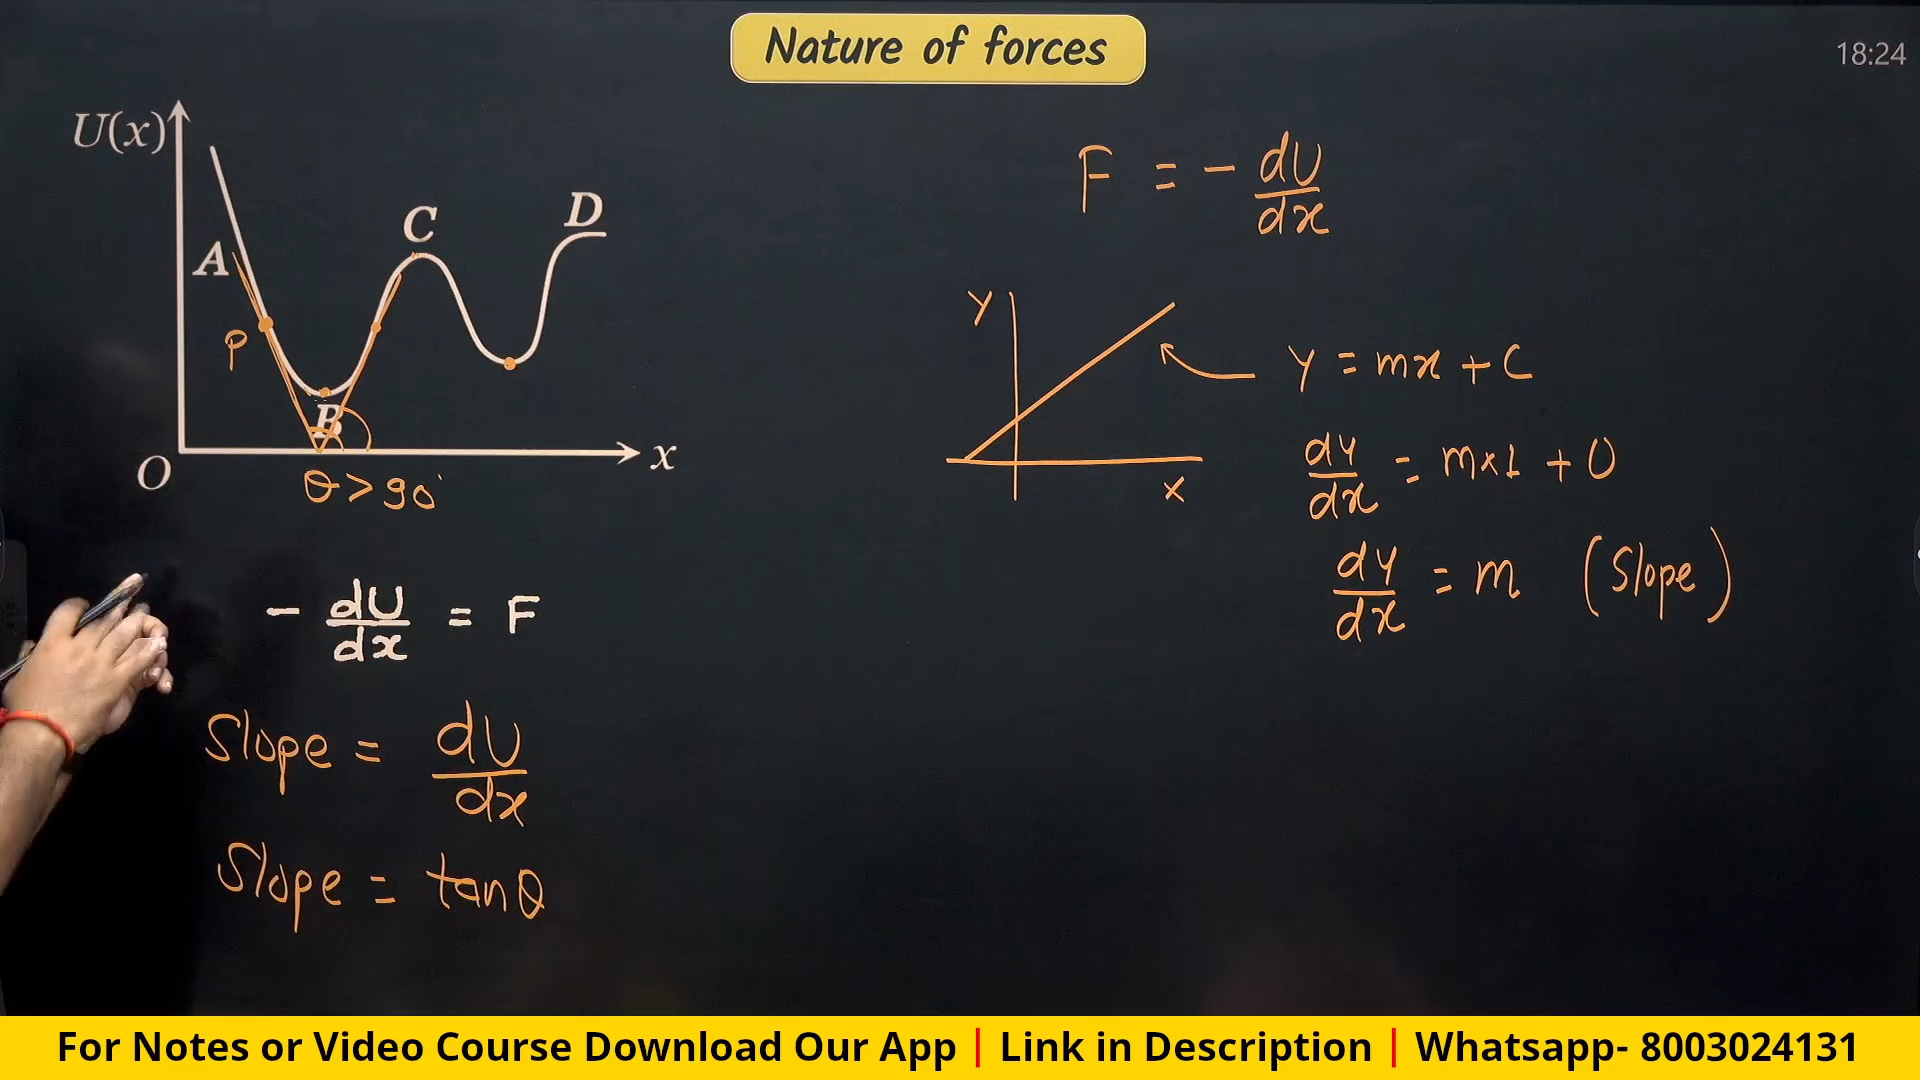 Nature of forces
18:24
U(x)
A
P
B
C
D
O
x
θ > 90°
- dU/dx = F
Slope = dU/dx
Slope = tanθ
F = - dU/dx
y
x
y = mx + c
dy/dx = m×1 + 0
dy/dx = m (Slope)
For Notes or Video Course Download Our App | Link in Description | Whatsapp- 8003024131